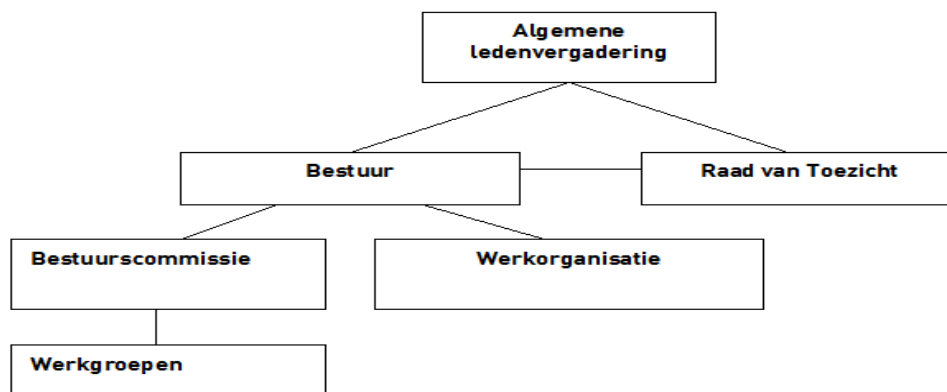 Algemene
ledenvergadering
Bestuur
Raad van Toezicht
Bestuurscommissie
Werkorganisatie
Werkgroepen